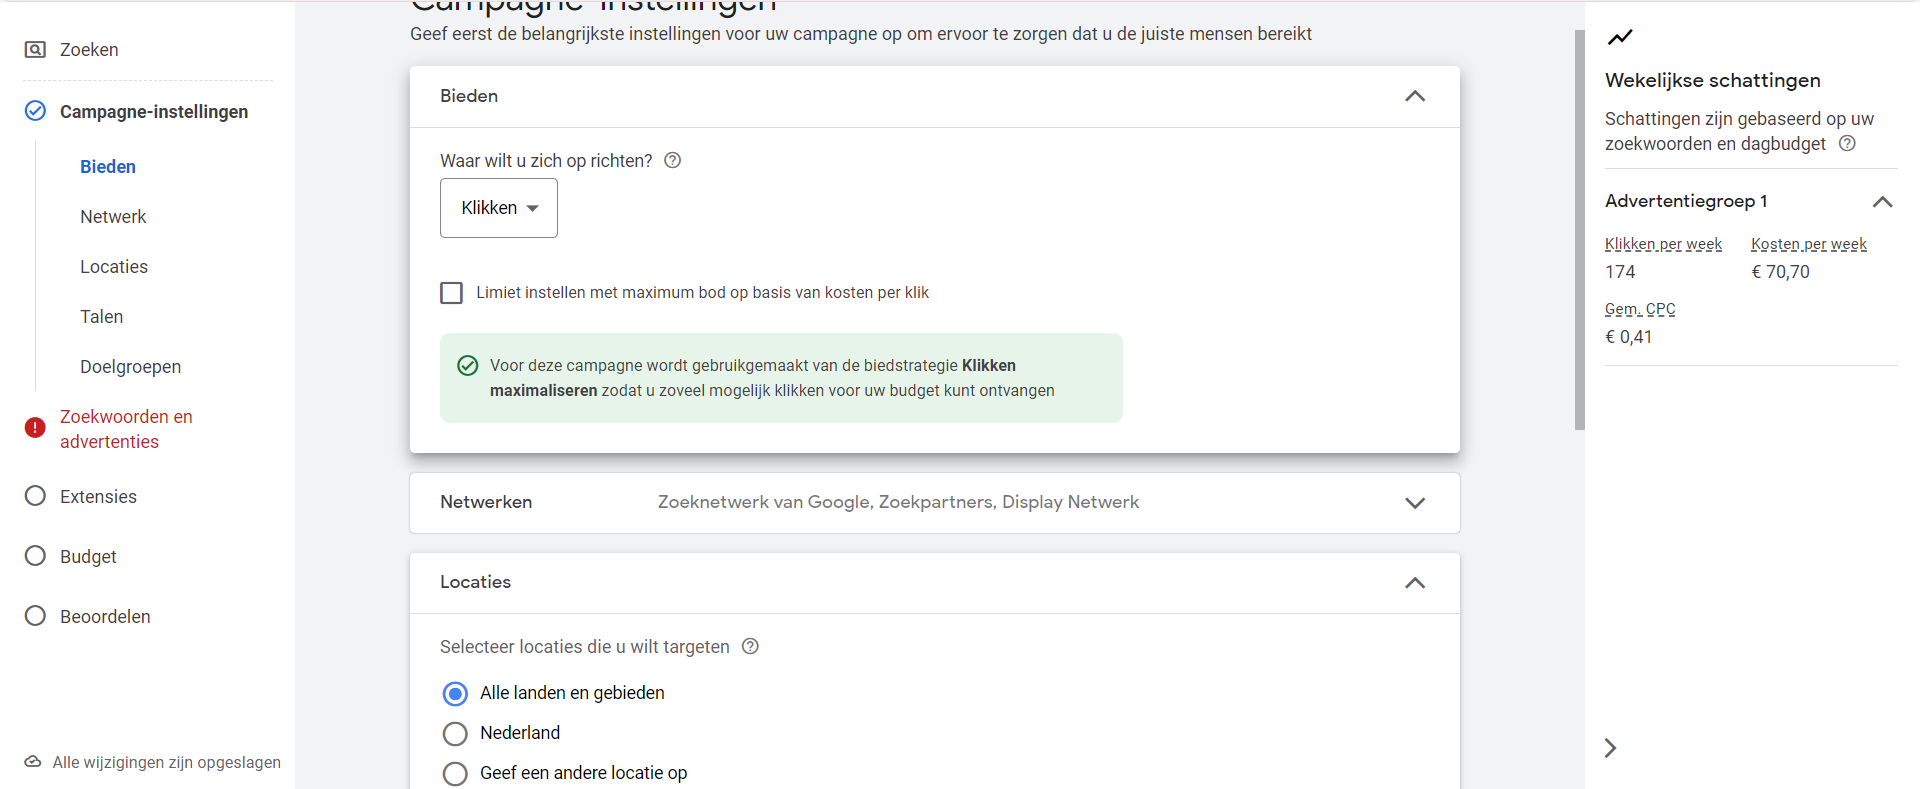 Campagne-instellingen
Geef eerst de belangrijkste instellingen voor uw campagne op om ervoor te zorgen dat u de juiste mensen bereikt
Zoeken
Campagne-instellingen
Bieden
Netwerk
Locaties
Talen
Doelgroepen
Zoekwoorden en
advertenties
Extensies
Budget
Beoordelen
Alle wijzigingen zijn opgeslagen
Bieden
Waar wilt u zich op richten?
Klikken
Limiet instellen met maximum bod op basis van kosten per klik
Voor deze campagne wordt gebruikgemaakt van de biedstrategie Klikken
maximaliseren zodat u zoveel mogelijk klikken voor uw budget kunt ontvangen
Netwerken Zoeknetwerk van Google, Zoekpartners, Display Netwerk
Locaties
Selecteer locaties die u wilt targeten
Alle landen en gebieden
Nederland
Geef een andere locatie op
Wekelijkse schattingen
Schattingen zijn gebaseerd op uw
zoekwoorden en dagbudget
Advertentiegroep 1
Klikken per week Kosten per week
174 € 70,70
Gem. CPC
€ 0,41